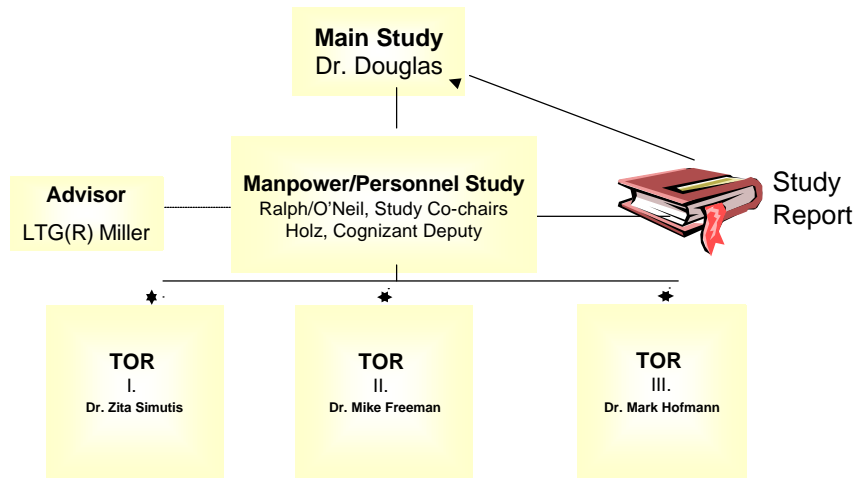 Main Study
Dr. Douglas
Advisor
LTG(R) Miller
Manpower/Personnel Study
Ralph/O'Neil, Study Co-chairs
Holz, Cognizant Deputy
Study
Report
TOR
I.
Dr. Zita Simutis
TOR
II.
Dr. Mike Freeman
TOR
III.
Dr. Mark Hofmann